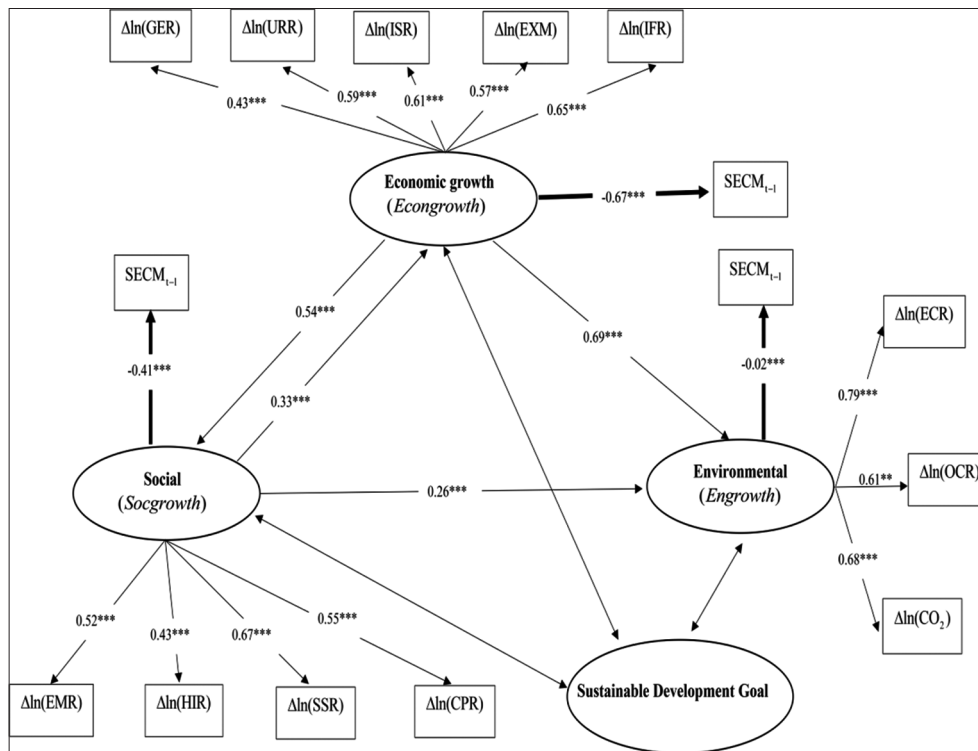 Δln(GER)
Δln(URR)
Δln(ISR)
Δln(EXM)
Δln(IFR)
0.43***
0.59***
0.61***
0.57***
0.65***
Economic growth
(Econgrowth)
-0.67***
SECMt–1
SECMt–1
SECMt–1
0.54***
0.69***
Δln(ECR)
-0.41***
-0.02***
0.33***
0.79***
Social
(Socgrowth)
0.26***
Environmental
(Engrowth)
0.61**
Δln(OCR)
0.68***
0.52***
0.43***
0.67***
0.55***
Δln(CO2)
Δln(EMR)
Δln(HIR)
Δln(SSR)
Δln(CPR)
Sustainable Development Goal